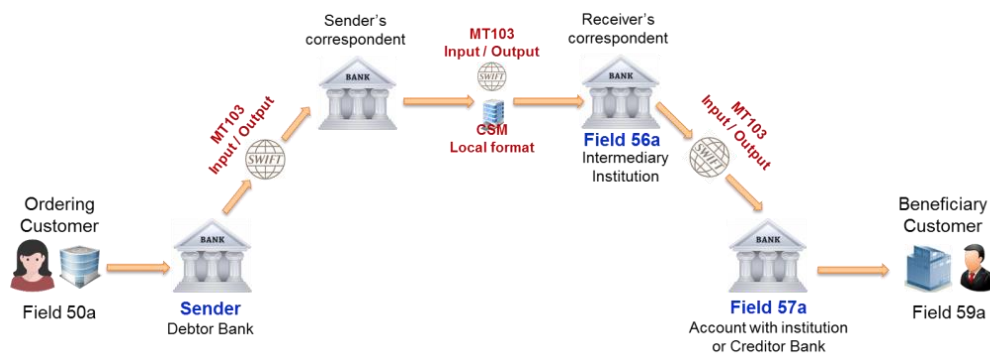 Sender's
correspondent
Receiver's
correspondent
MT103
Input / Output
SWIFT
CSM
Local format
BANK
BANK
MT103
Input / Output
SWIFT
Field 56a
Intermediary
Institution
MT103
Input / Output
SWIFT
Ordering
Customer
Field 50a
BANK
Sender
Debtor Bank
BANK
Field 57a
Account with institution
or Creditor Bank
Beneficiary
Customer
Field 59a